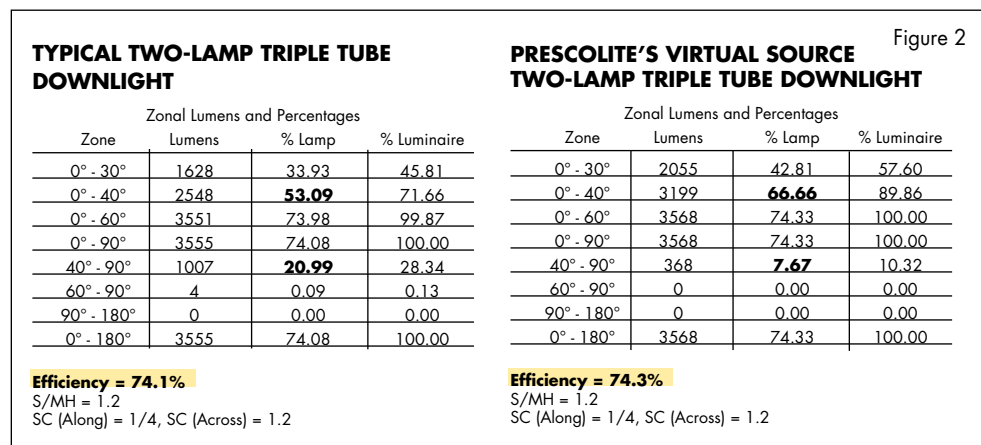 Figure 2
TYPICAL TWO-LAMP TRIPLE TUBE
DOWNLIGHT
Zonal Lumens and Percentages
Zone Lumens % Lamp % Luminaire
0° - 30° 1628 33.93 45.81
0° - 40° 2548 53.09 71.66
0° - 60° 3551 73.98 99.87
0° - 90° 3555 74.08 100.00
40° - 90° 1007 20.99 28.34
60° - 90° 4 0.09 0.13
90° - 180° 0 0.00 0.00
0° - 180° 3555 74.08 100.00
Efficiency = 74.1%
S/MH = 1.2
SC (Along) = 1/4, SC (Across) = 1.2
PRESCOLITE'S VIRTUAL SOURCE
TWO-LAMP TRIPLE TUBE DOWNLIGHT
Zonal Lumens and Percentages
Zone Lumens % Lamp % Luminaire
0° - 30° 2055 42.81 57.60
0° - 40° 3199 66.66 89.86
0° - 60° 3568 74.33 100.00
0° - 90° 3568 74.33 100.00
40° - 90° 368 7.67 10.32
60° - 90° 0 0.00 0.00
90° - 180° 0 0.00 0.00
0° - 180° 3568 74.33 100.00
Efficiency = 74.3%
S/MH = 1.2
SC (Along) = 1/4, SC (Across) = 1.2